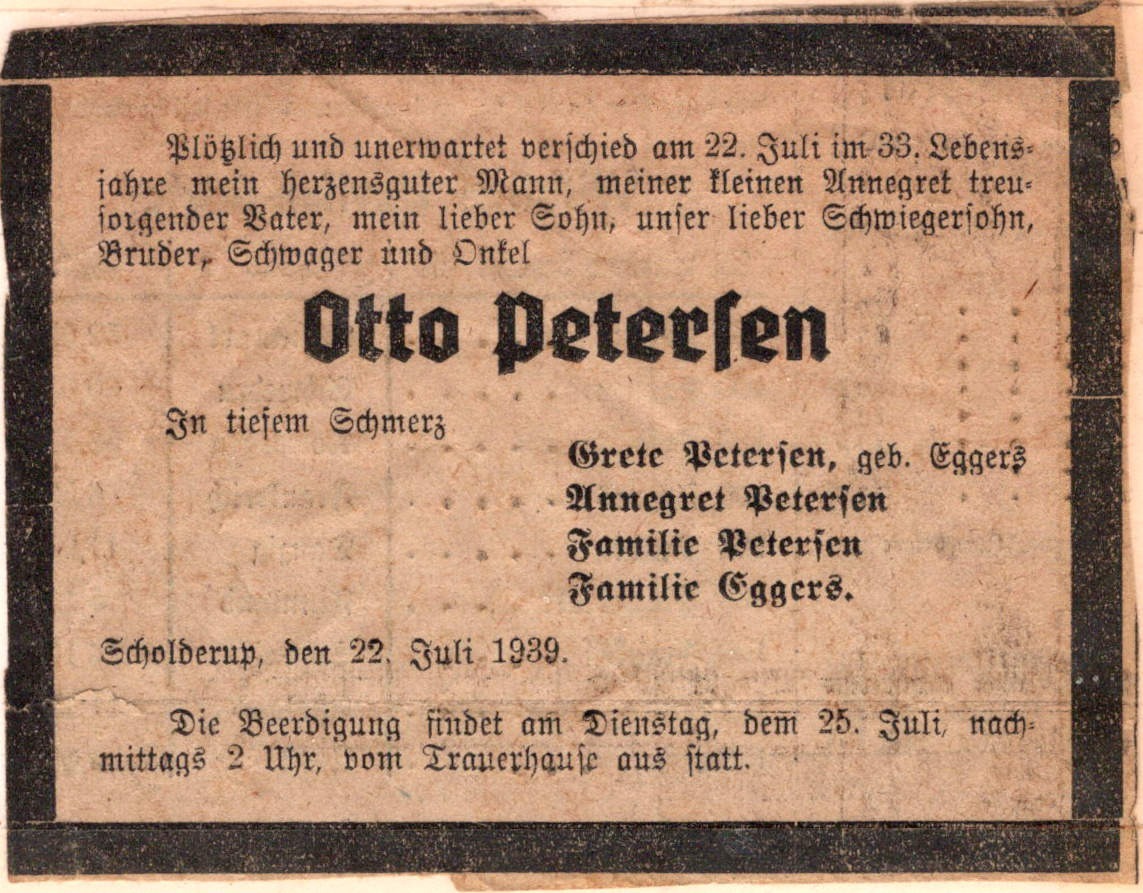 Plötzlich und unerwartet verschied am 22. Juli im 33. Lebens-
jahre mein herzensguter Mann, meiner kleinen Annegret treu-
sorgender Vater, mein lieber Sohn, unser lieber Schwiegersohn,
Bruder, Schwager und Onkel
Otto Petersen
In tiefem Schmerz
Grete Petersen, geb. Eggers
Annegret Petersen
Familie Petersen
Familie Eggers.
Scholderup, den 22. Juli 1939.
Die Beerdigung findet am Dienstag, dem 25. Juli, nach-
mittags 2 Uhr, vom Trauerhause aus statt.